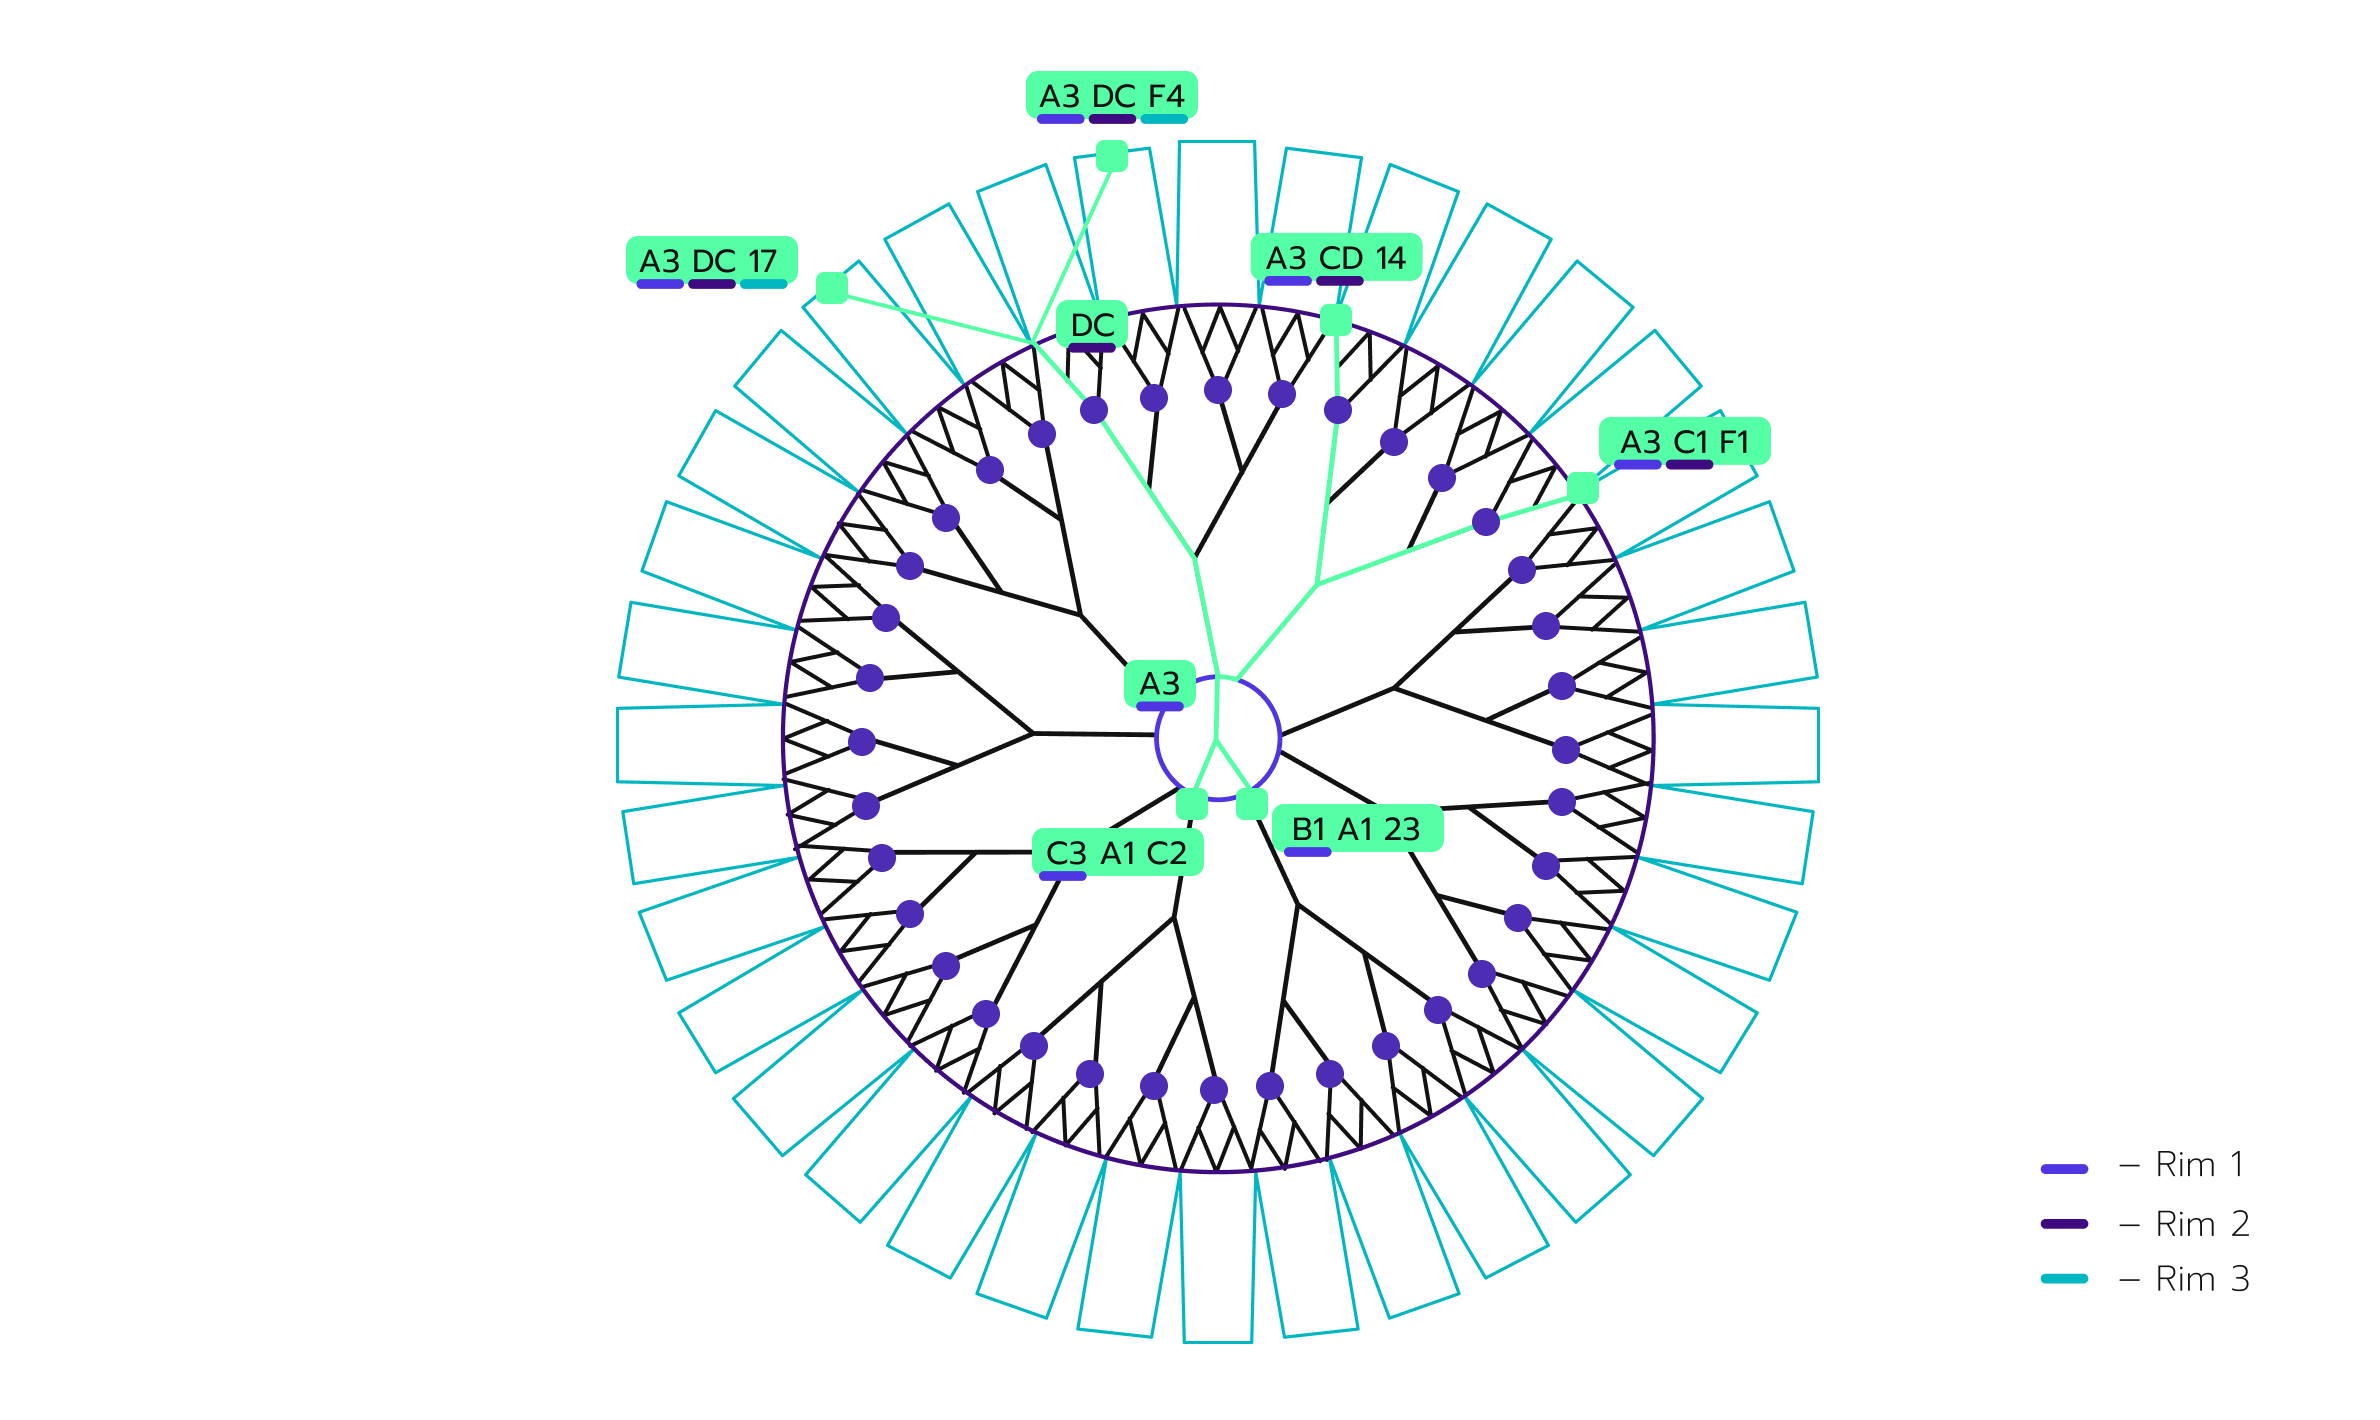 A3 DC F4
A3 DC 17
A3 CD 14
DC
A3 C1 F1
A3
B1 A1 23
C3 A1 C2
– Rim 1
– Rim 2
– Rim 3